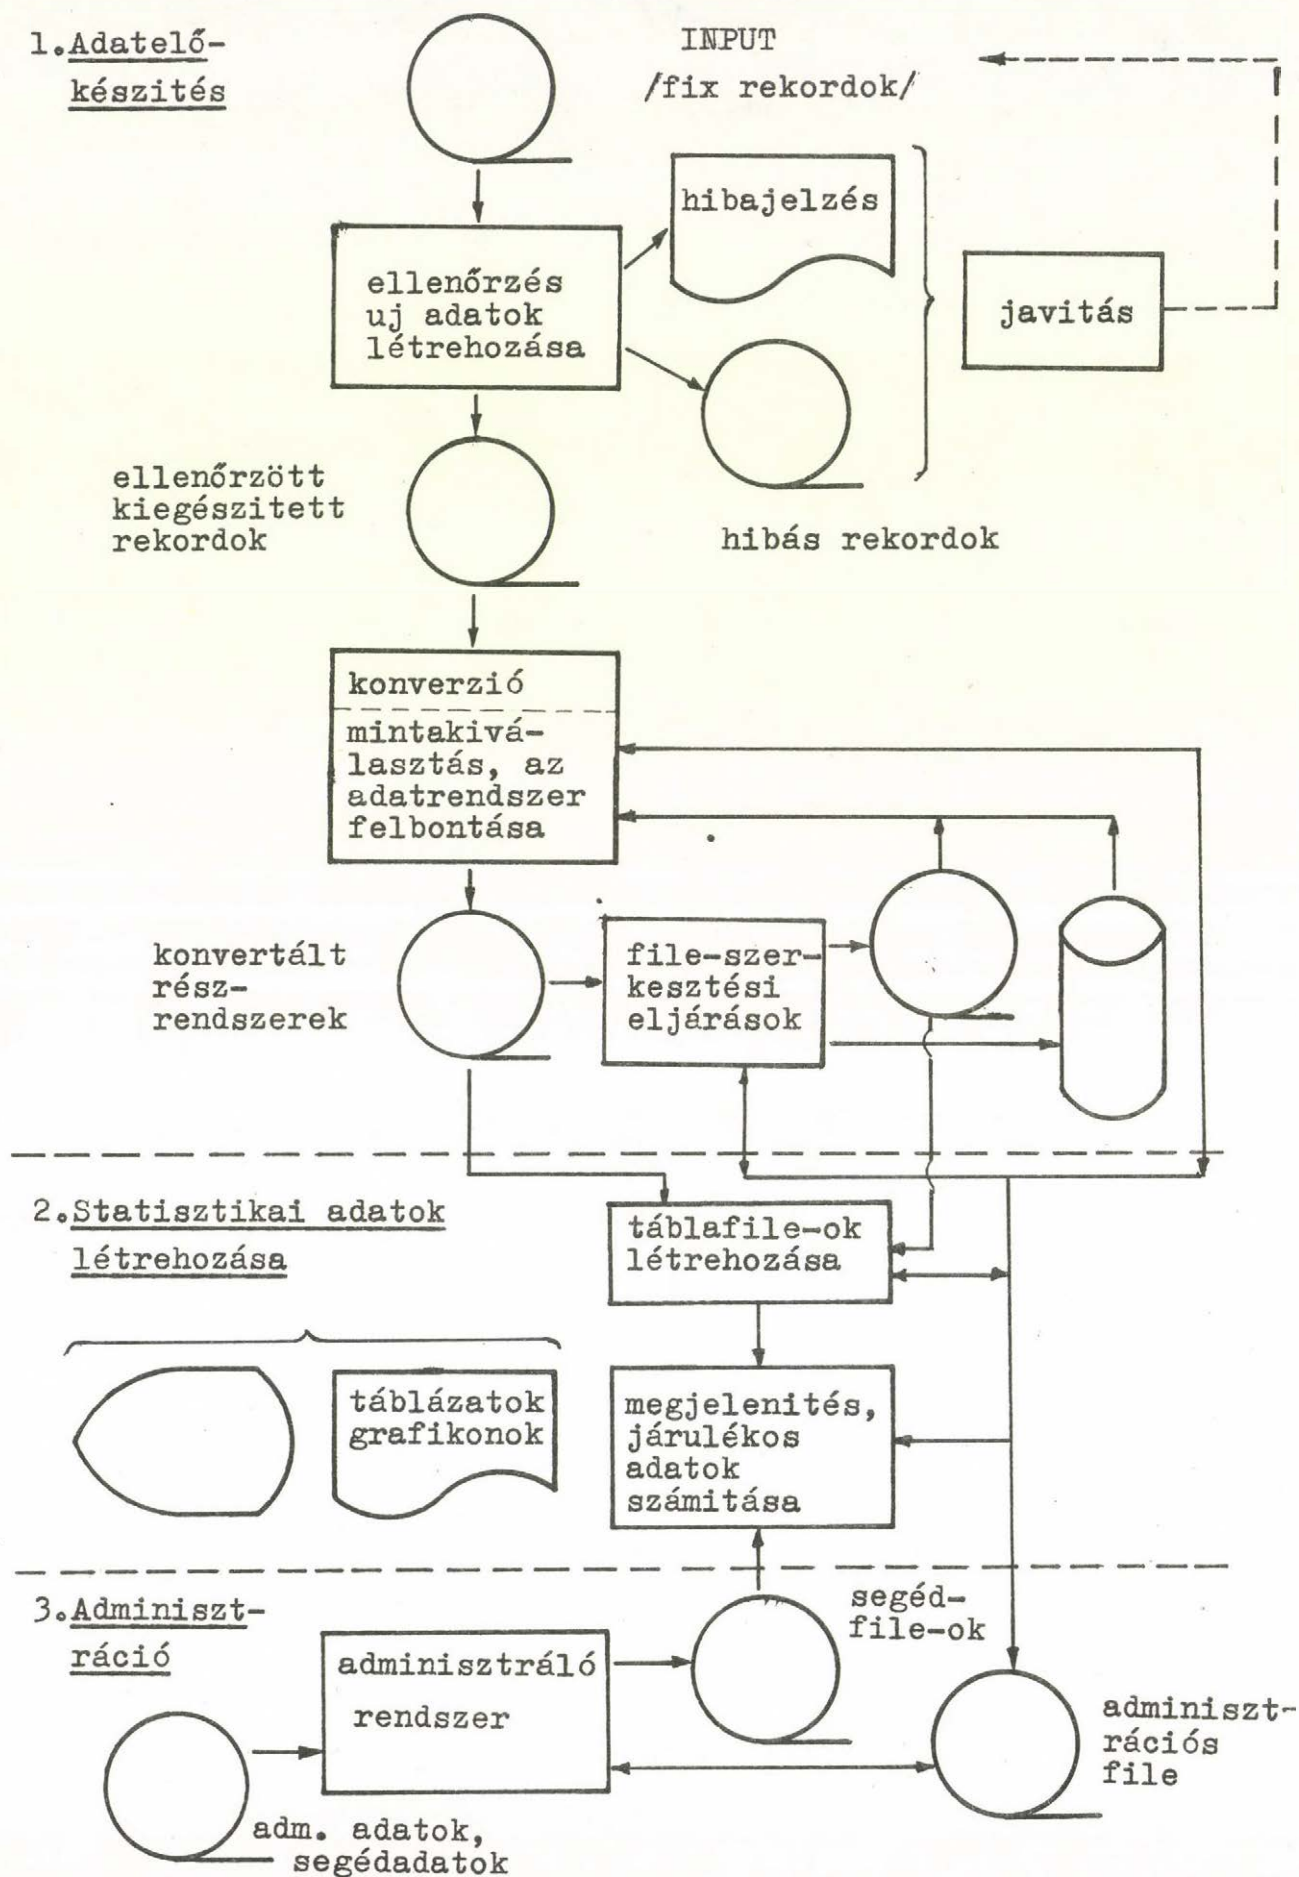 1.Adatelő-
készités
INPUT
/fix rekordok/
hibajelzés
ellenőrzés
uj adatok
létrehozása
javitás
ellenőrzött
kiegészitett
rekordok
hibás rekordok
konverzió
mintakivá-
lasztás, az
adatrendszer
felbontása
konvertált
rész-
rendszerek
file-szer-
kesztési
eljárások
2.Statisztikai adatok
létrehozása
táblafile-ok
létrehozása
táblázatok
grafikonok
megjelenités,
járulékos
adatok
számitása
3.Adminiszt-
ráció
segéd-
file-ok
adminisztráló
rendszer
adminiszt-
rációs
file
adm. adatok,
segédadatok